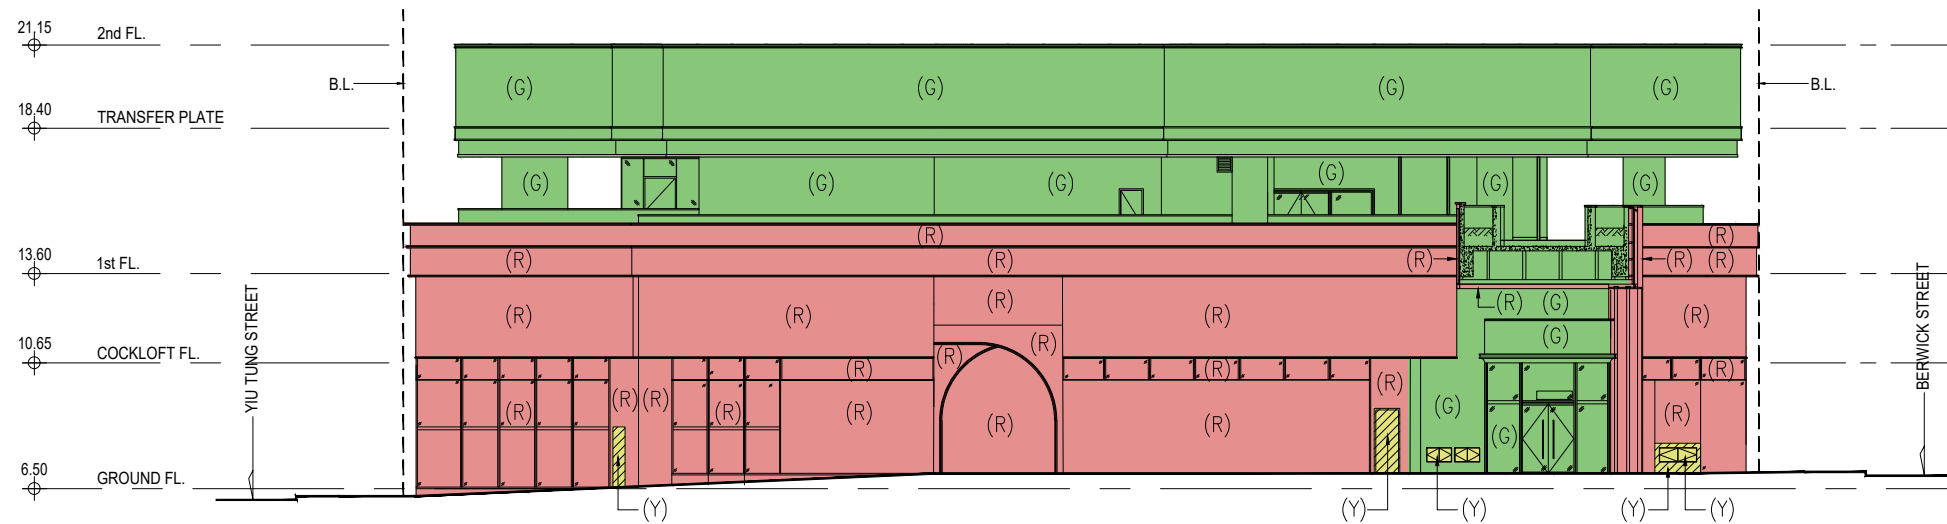 21.15 2nd FL.
B.L. (G) (G) (G) (G) B.L.
18.40 TRANSFER PLATE
(G) (G) (G) (G) (G) (G)
(R) (R)
13.60 1st FL.
(R) (R) (R) (R) (R)
(R) (G)
(R) (R) (R) (R) (R)
YIU TUNG STREET
BERWICK STREET
10.65 COCKLOFT FL.
(R) (R) (G)
(R) (R) (R)
(R) (R) (R) (R) (R) (R) (R) (R) (G) (G) (R)
6.50 GROUND FL.
(Y) (Y) (Y) (Y) (Y)